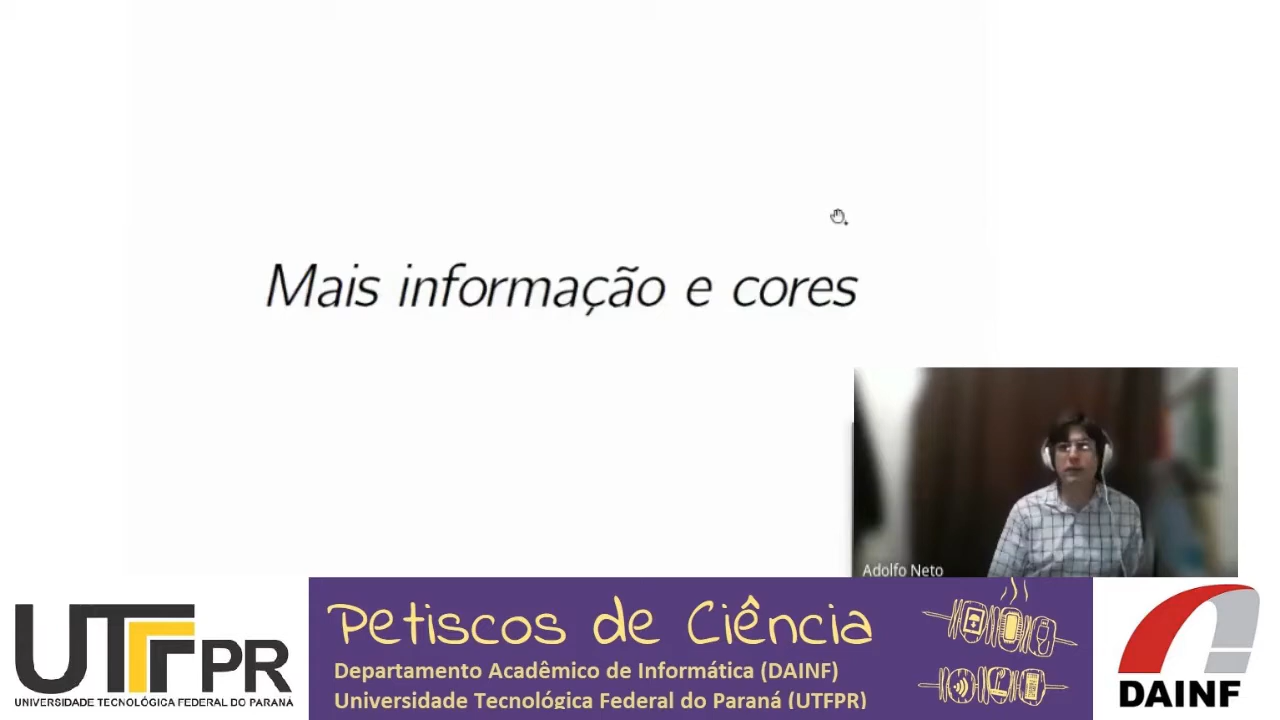 Mais informação e cores
Adolfo Neto
UTFPR
UNIVERSIDADE TECNOLÓGICA FEDERAL DO PARANÁ
Petiscos de Ciência
Departamento Acadêmico de Informática (DAINF)
Universidade Tecnológica Federal do Paraná (UTFPR)
DAINF